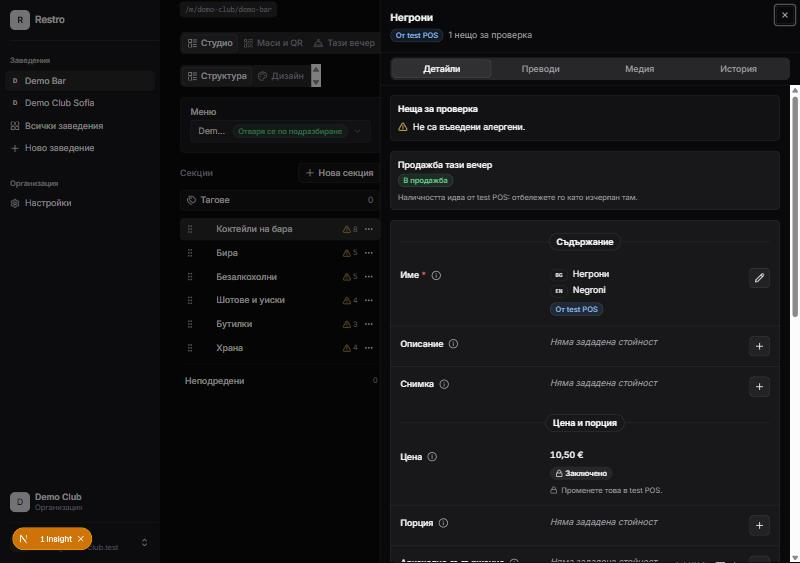 R Restro
Заведения
D Demo Bar
D Demo Club Sofia
Всички заведения
Ново заведение
Организация
Настройки
D Demo Club
Организация
1 Insight
club.test
/m/demo-club/demo-bar
Студио
Маси и QR
Тази вечер
Структура
Дизайн
Меню
Dem...
Отваря се по подразбиране
Секции
Нова секция
Тагове 0
Коктейли на бара 8
Бира 5
Безалкохолни 5
Шотове и уиски 4
Бутилки 3
Храна 4
Неподредени 0
Негрони
От test POS 1 нещо за проверка
Детайли
Преводи
Медия
История
Неща за проверка
Не са въведени алергени.
Продажба тази вечер
В продажба
Наличността идва от test POS: отбележете го като изчерпан там.
Съдържание
Име *
BG Негрони
EN Negroni
От test POS
Описание
Няма зададена стойност
Снимка
Няма зададена стойност
Цена и порция
Цена
10,50 €
Заключено
Променете това в test POS.
Порция
Няма зададена стойност
Няма зададена стойност